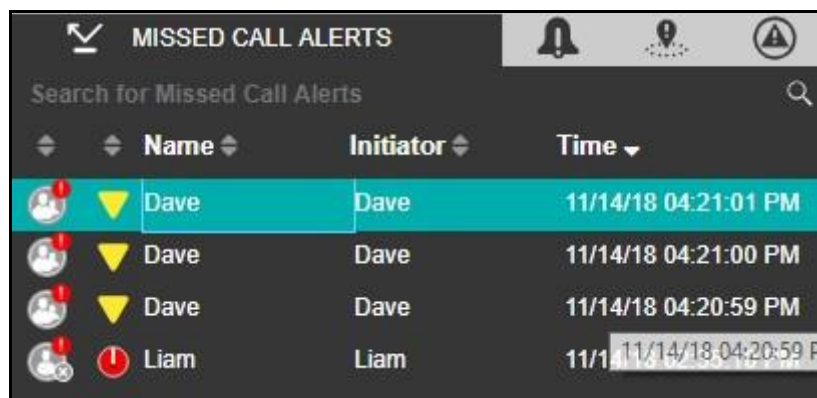 MISSED CALL ALERTS
Search for Missed Call Alerts
Name Initiator Time
Dave Dave 11/14/18 04:21:01 PM
Dave Dave 11/14/18 04:21:00 PM
Dave Dave 11/14/18 04:20:59 PM
Liam Liam
11/14/18 04:20:59